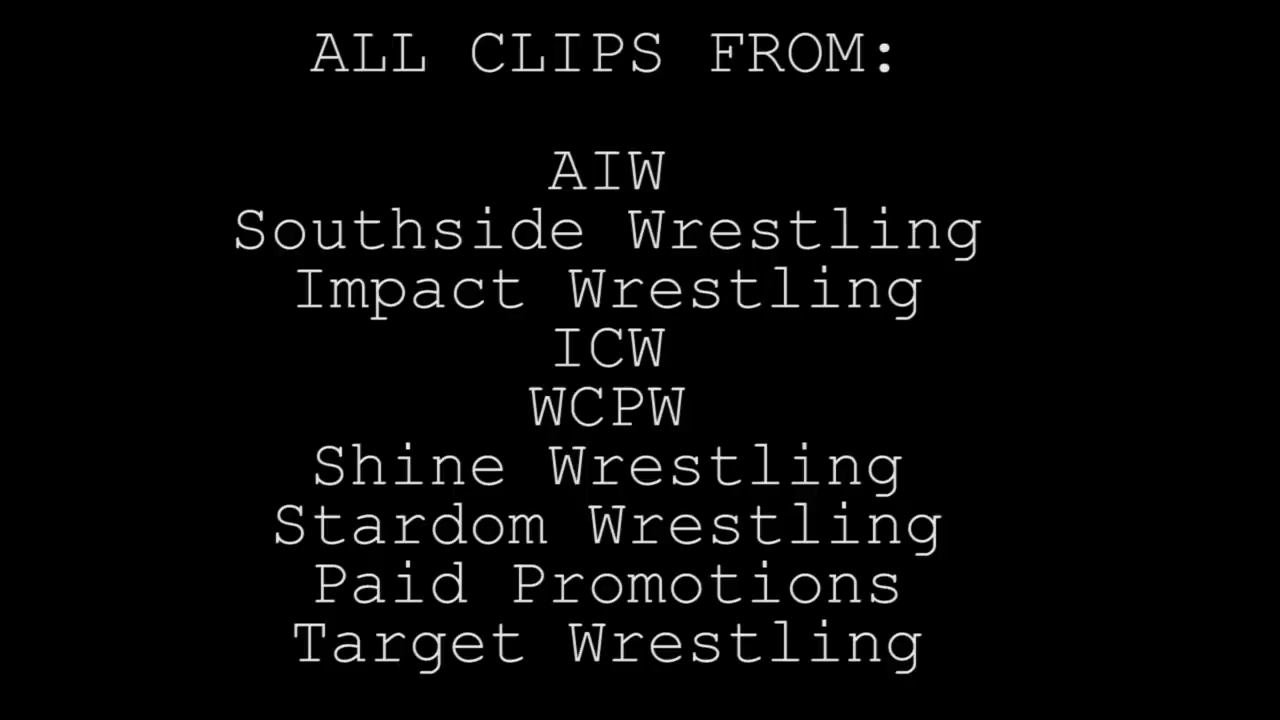 ALL CLIPS FROM:
AIW
Southside Wrestling
Impact Wrestling
ICW
WCPW
Shine Wrestling
Stardom Wrestling
Paid Promotions
Target Wrestling